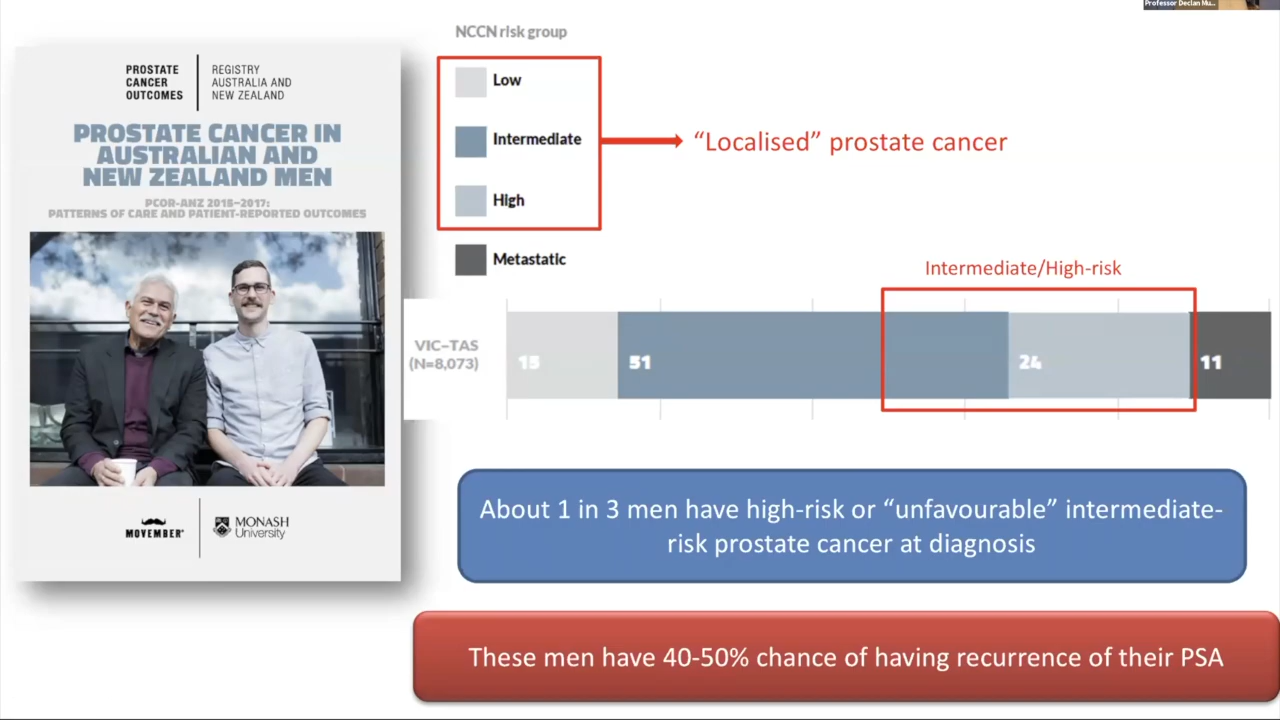 Professor Declan Mu...
PROSTATE
CANCER
OUTCOMES
REGISTRY
AUSTRALIA AND
NEW ZEALAND
PROSTATE CANCER IN
AUSTRALIAN AND
NEW ZEALAND MEN
PCOR-ANZ 2015–2017:
PATTERNS OF CARE AND PATIENT-REPORTED OUTCOMES
MOVEMBER®
MONASH
University
NCCN risk group
Low
Intermediate
High
Metastatic
“Localised” prostate cancer
Intermediate/High-risk
VIC–TAS
(N=8,073)
15
51
24
11
About 1 in 3 men have high-risk or “unfavourable” intermediate-
risk prostate cancer at diagnosis
These men have 40-50% chance of having recurrence of their PSA